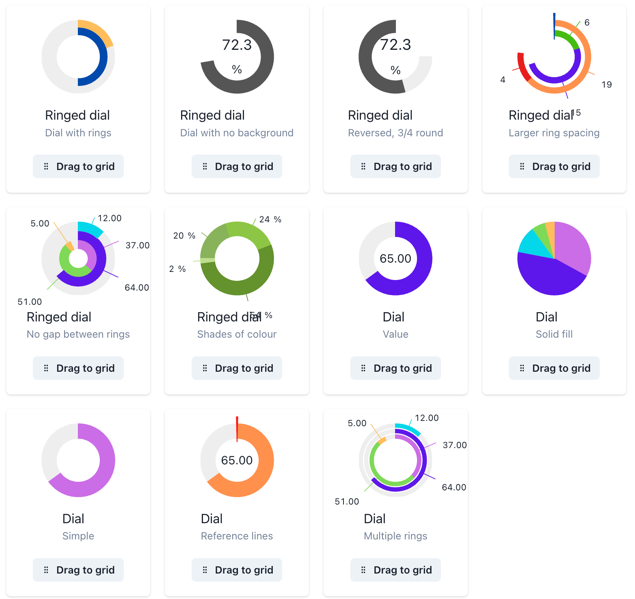 Ringed dial
Dial with rings
Drag to grid
72.3
%
Ringed dial
Dial with no background
Drag to grid
72.3
%
Ringed dial
Reversed, 3/4 round
Drag to grid
6
19
4
15
Ringed dial
Larger ring spacing
Drag to grid
5.00
12.00
37.00
64.00
51.00
Ringed dial
No gap between rings
Drag to grid
24 %
20 %
2 %
%
Ringed dial
Shades of colour
Drag to grid
65.00
Dial
Value
Drag to grid
Dial
Solid fill
Drag to grid
Dial
Simple
Drag to grid
65.00
Dial
Reference lines
Drag to grid
5.00
12.00
37.00
64.00
51.00
Dial
Multiple rings
Drag to grid